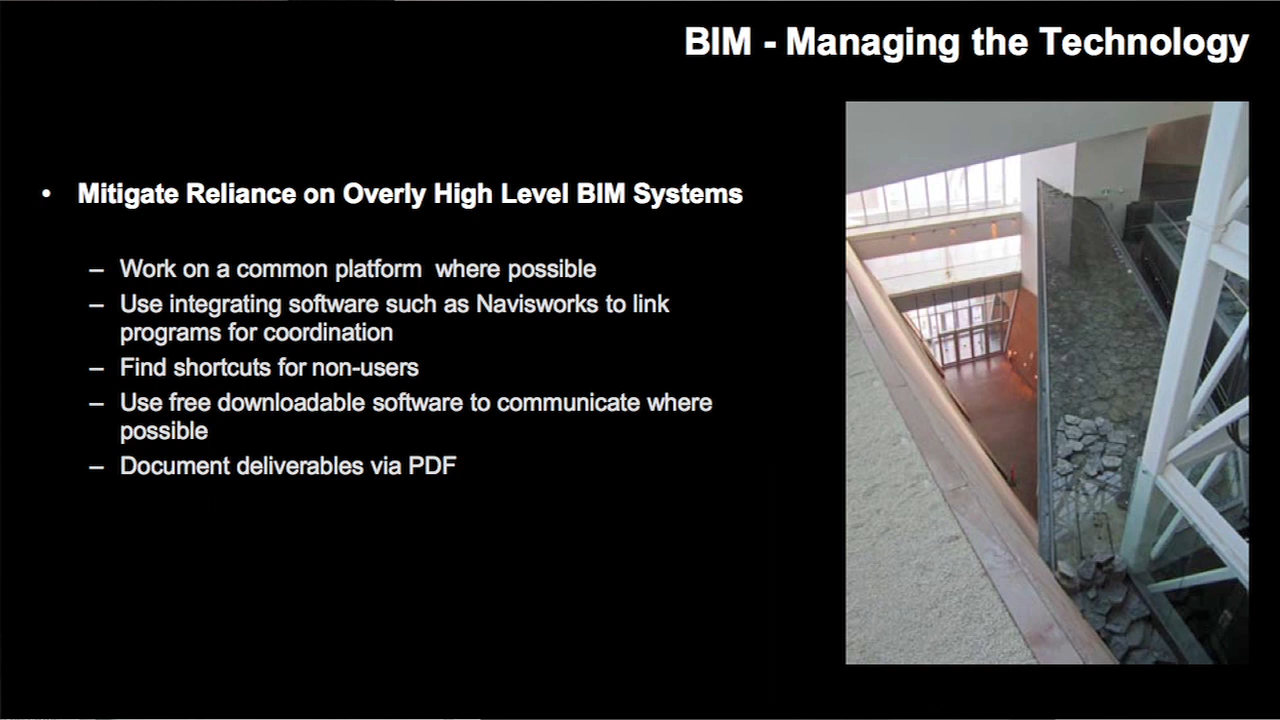 BIM - Managing the Technology
• Mitigate Reliance on Overly High Level BIM Systems
– Work on a common platform  where possible
– Use integrating software such as Navisworks to link
programs for coordination
– Find shortcuts for non-users
– Use free downloadable software to communicate where
possible
– Document deliverables via PDF